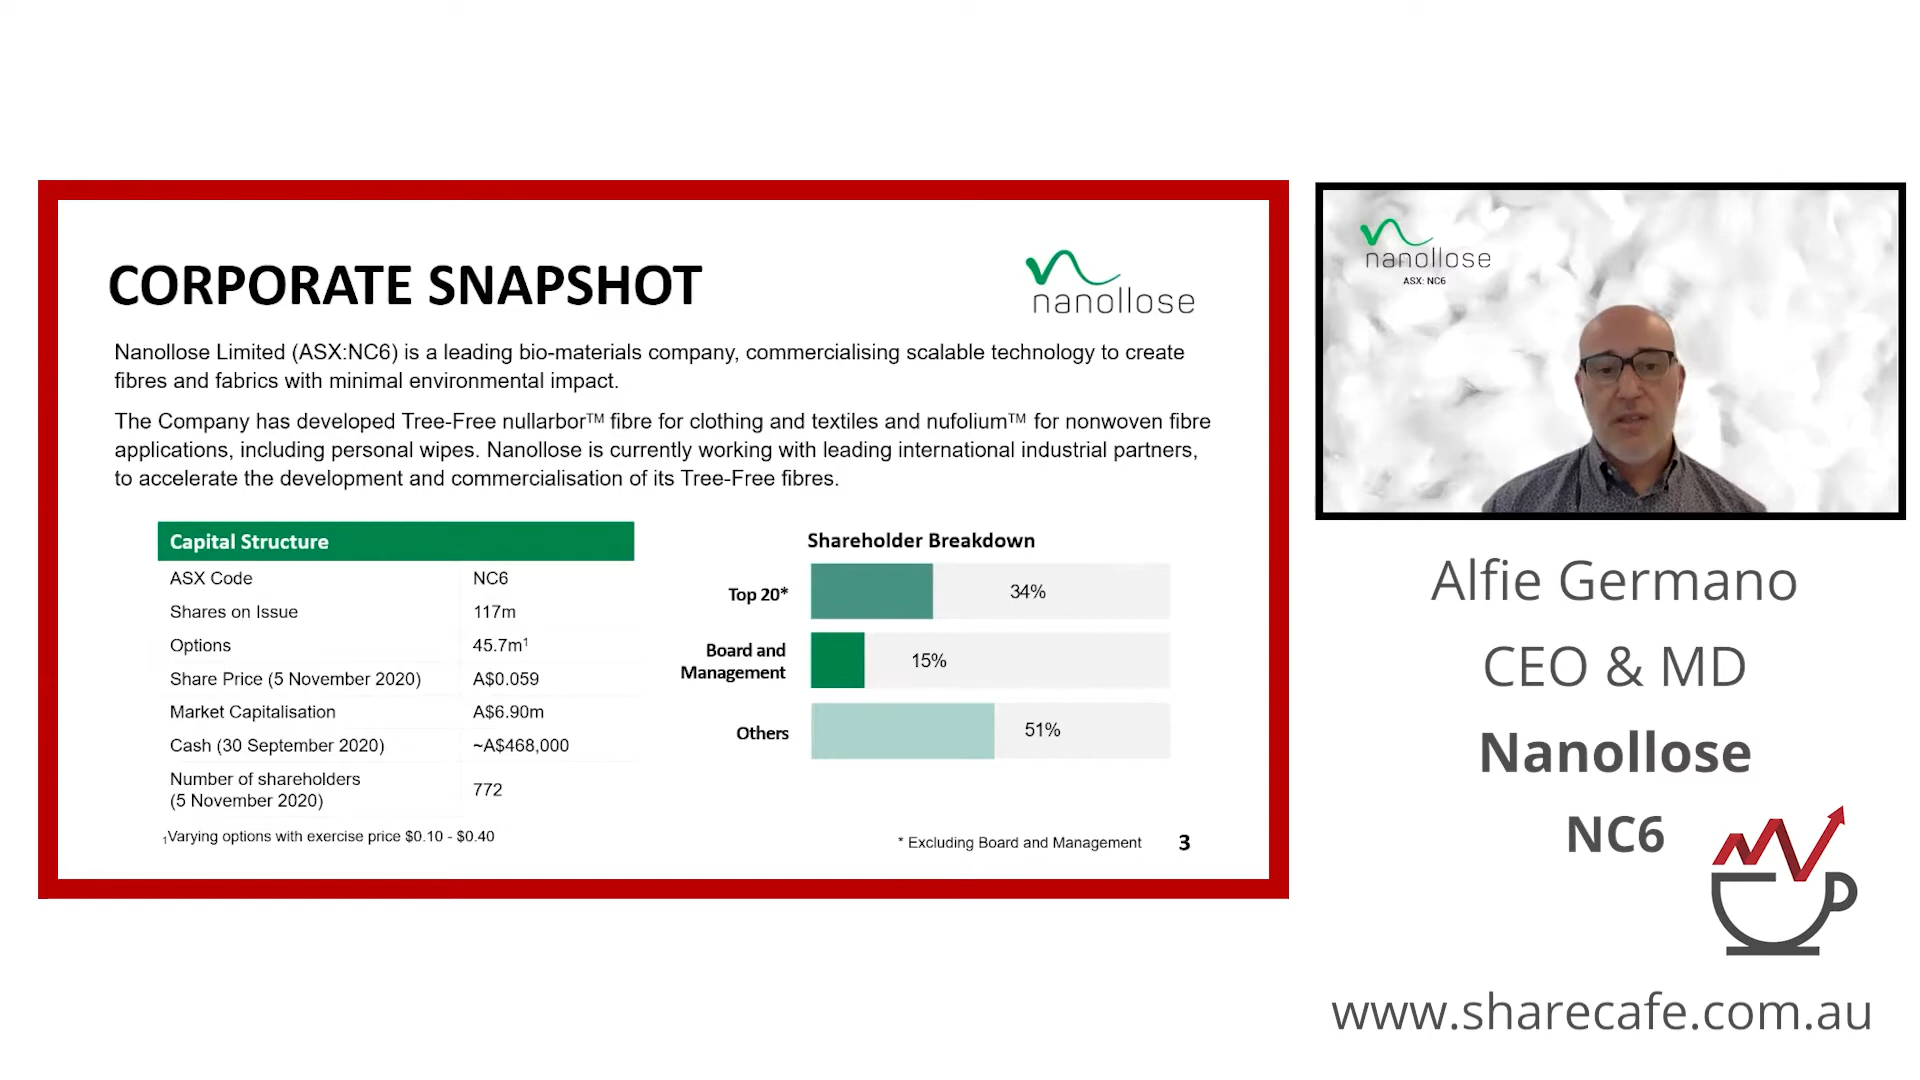 CORPORATE SNAPSHOT
nanollose
Nanollose Limited (ASX:NC6) is a leading bio-materials company, commercialising scalable technology to create
fibres and fabrics with minimal environmental impact.
The Company has developed Tree-Free nullarbor™ fibre for clothing and textiles and nufolium™ for nonwoven fibre
applications, including personal wipes. Nanollose is currently working with leading international industrial partners,
to accelerate the development and commercialisation of its Tree-Free fibres.
Capital Structure
ASX Code NC6
Shares on Issue 117m
Options 45.7m¹
Share Price (5 November 2020) A$0.059
Market Capitalisation A$6.90m
Cash (30 September 2020) ~A$468,000
Number of shareholders
(5 November 2020) 772
₁Varying options with exercise price $0.10 - $0.40
Shareholder Breakdown
Top 20* 34%
Board and
Management 15%
Others 51%
* Excluding Board and Management 3
nanollose
ASX: NC6
Alfie Germano
CEO & MD
Nanollose
NC6
www.sharecafe.com.au